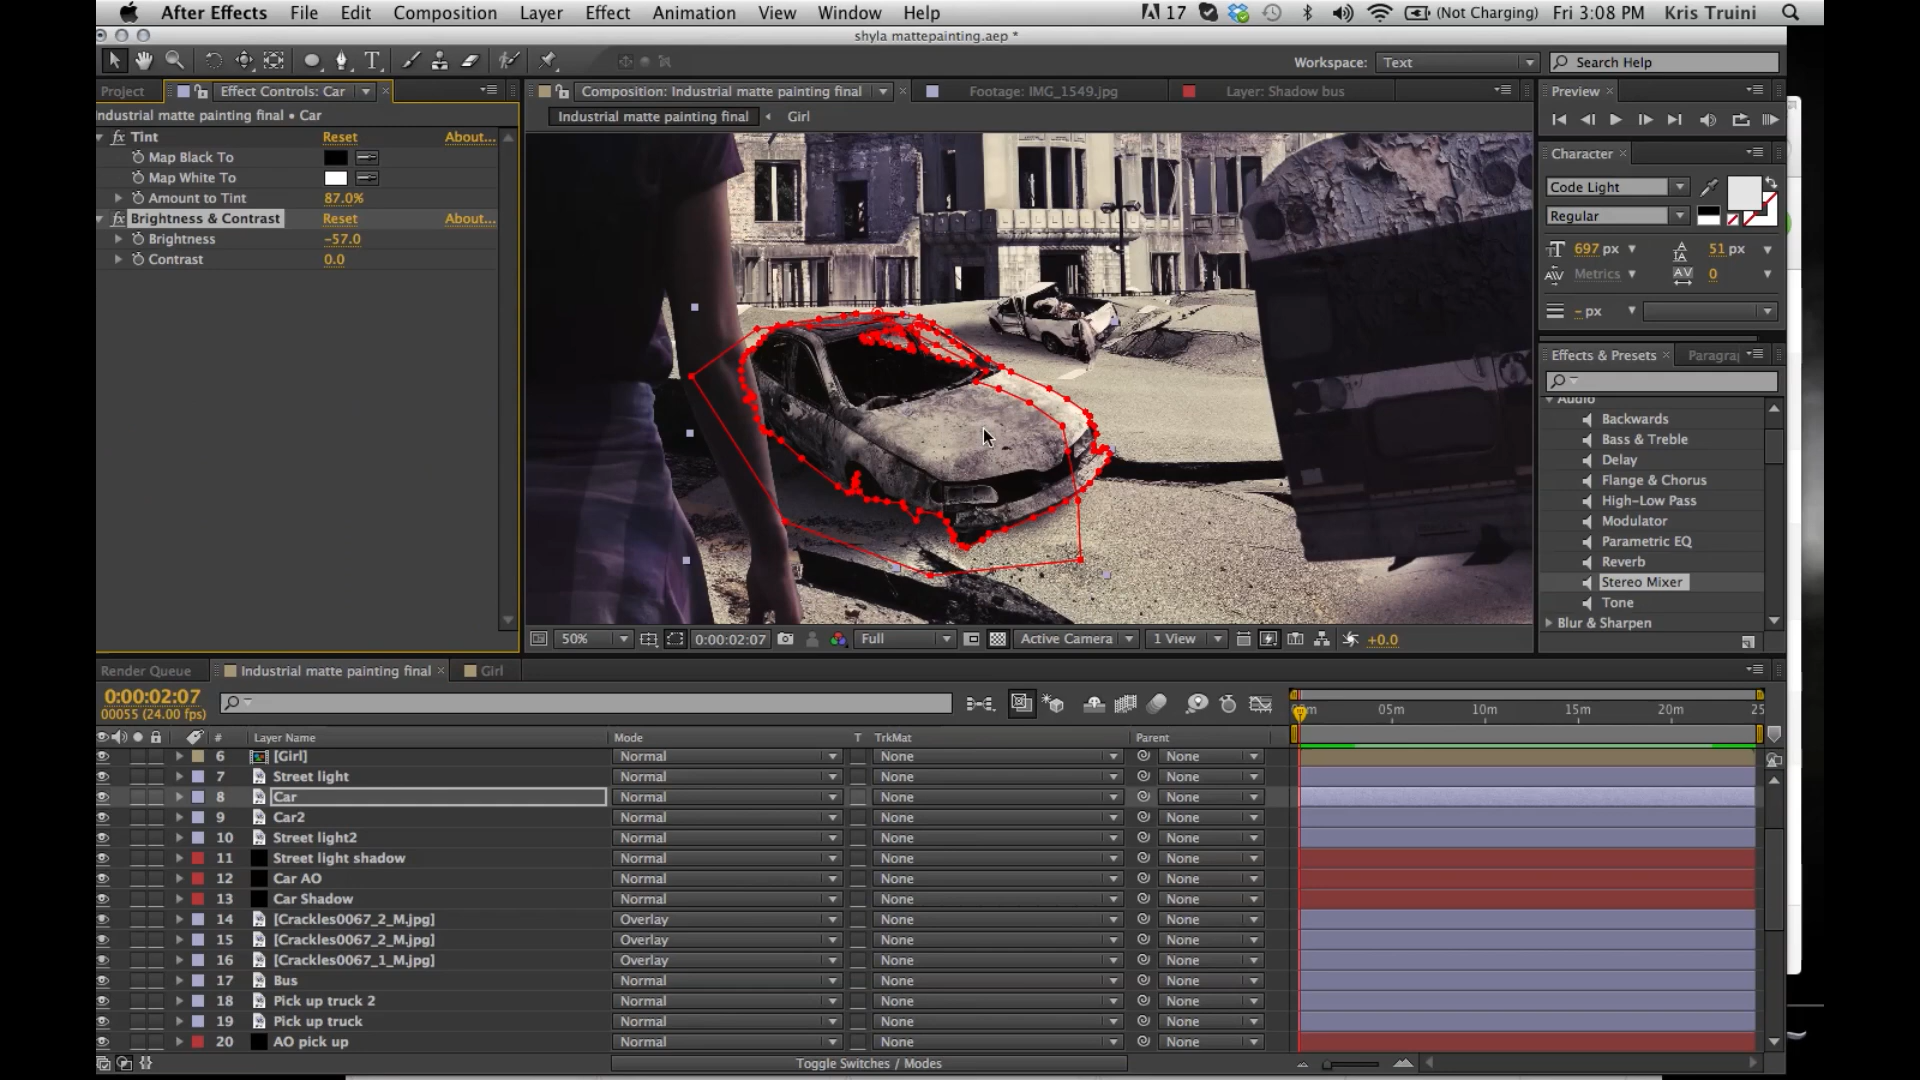 After Effects File Edit Composition Layer Effect Animation View Window Help 17 (Not Charging) Fri 3:08 PM Kris Truini
shyla mattepainting.aep *
Workspace: Text Search Help
Project Effect Controls: Car Composition: Industrial matte painting final Footage: IMG_1549.jpg Layer: Shadow bus Preview
Industrial matte painting final • Car Industrial matte painting final Girl
Tint Reset About...
Map Black To
Map White To
Amount to Tint 87.0%
Brightness & Contrast Reset About...
Brightness -57.0
Contrast 0.0
Character
Code Light
Regular
697 px 51 px
Metrics 0
- px
Effects & Presets Paragraj
Audio
Backwards
Bass & Treble
Delay
Flange & Chorus
High-Low Pass
Modulator
Parametric EQ
Reverb
Stereo Mixer
Tone
Blur & Sharpen
50% 0:00:02:07 Full Active Camera 1 View +0.0
Render Queue Industrial matte painting final Girl
0:00:02:07
00055 (24.00 fps)
05m 10m 15m 20m 25
# Layer Name Mode T TrkMat Parent
6 [Girl] Normal None None
7 Street light Normal None None
8 Car Normal None None
9 Car2 Normal None None
10 Street light2 Normal None None
11 Street light shadow Normal None None
12 Car AO Normal None None
13 Car Shadow Normal None None
14 [Crackles0067_2_M.jpg] Overlay None None
15 [Crackles0067_2_M.jpg] Overlay None None
16 [Crackles0067_1_M.jpg] Overlay None None
17 Bus Normal None None
18 Pick up truck 2 Normal None None
19 Pick up truck Normal None None
20 AO pick up Normal None None
Toggle Switches / Modes